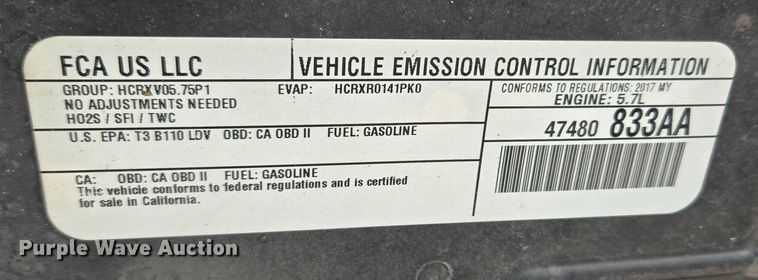 FCA US LLC
VEHICLE EMISSION CONTROL INFORMATION
GROUP: HCRXV05.75P1 EVAP: HCRXR0141PK0
NO ADJUSTMENTS NEEDED
HO2S / SFI / TWC
CONFORMS TO REGULATIONS: 2017 MY
ENGINE: 5.7L
U.S. EPA: T3 B110 LDV OBD: CA OBD II FUEL: GASOLINE
47480 833AA
CA: OBD: CA OBD II FUEL: GASOLINE
This vehicle conforms to federal regulations and is certified
for sale in California.
Purple Wave Auction